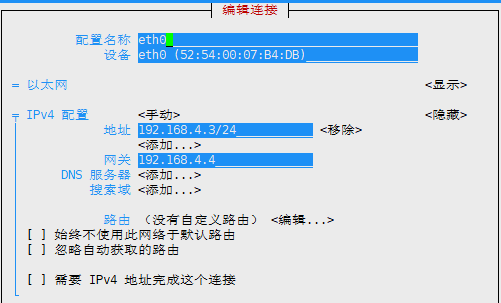 编辑连接
配置名称 eth0
设备 eth0 (52:54:00:07:B4:DB)
= 以太网 <显示>
= IPv4 配置 <手动> <隐藏>
地址 192.168.4.3/24 <移除>
<添加...>
网关 192.168.4.4
DNS 服务器 <添加...>
搜索域 <添加...>
路由 (没有自定义路由) <编辑...>
[ ] 始终不使用此网络于默认路由
[ ] 忽略自动获取的路由
[ ] 需要 IPv4 地址完成这个连接